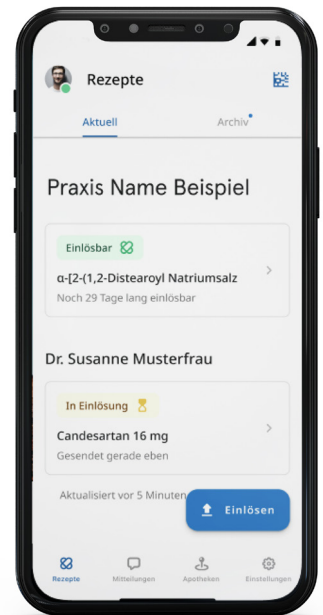 Rezepte
Aktuell
Archiv
Praxis Name Beispiel
Einlösbar
α-[2-(1,2-Distearoyl Natriumsalz
Noch 29 Tage lang einlösbar
Dr. Susanne Musterfrau
In Einlösung
Candesartan 16 mg
Gesendet gerade eben
Aktualisiert vor 5 Minuten
Einlösen
Rezepte
Mitteilungen
Apotheken
Einstellungen